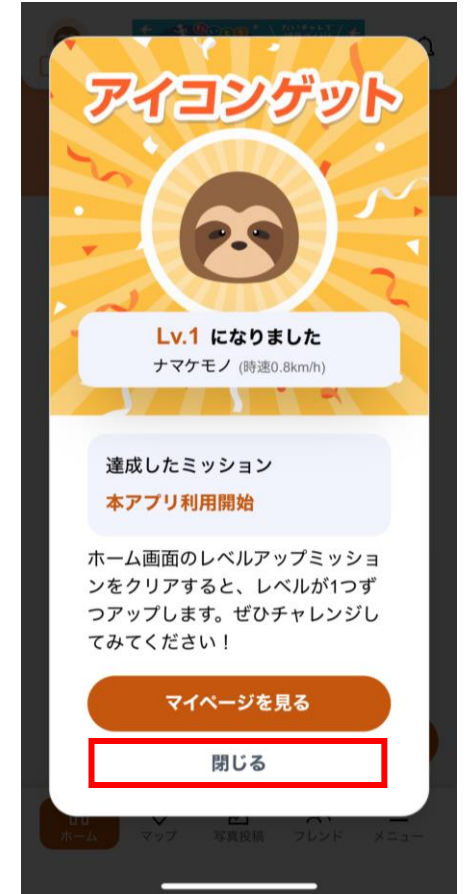 アイコンゲット
Lv.1 になりました
ナマケモノ (時速0.8km/h)
達成したミッション
本アプリ利用開始
ホーム画面のレベルアップミッショ
ンをクリアすると、レベルが1つず
つアップします。ぜひチャレンジし
てみてください！
マイページを見る
閉じる
ホーム マップ 写真投稿 フレンド メニュー